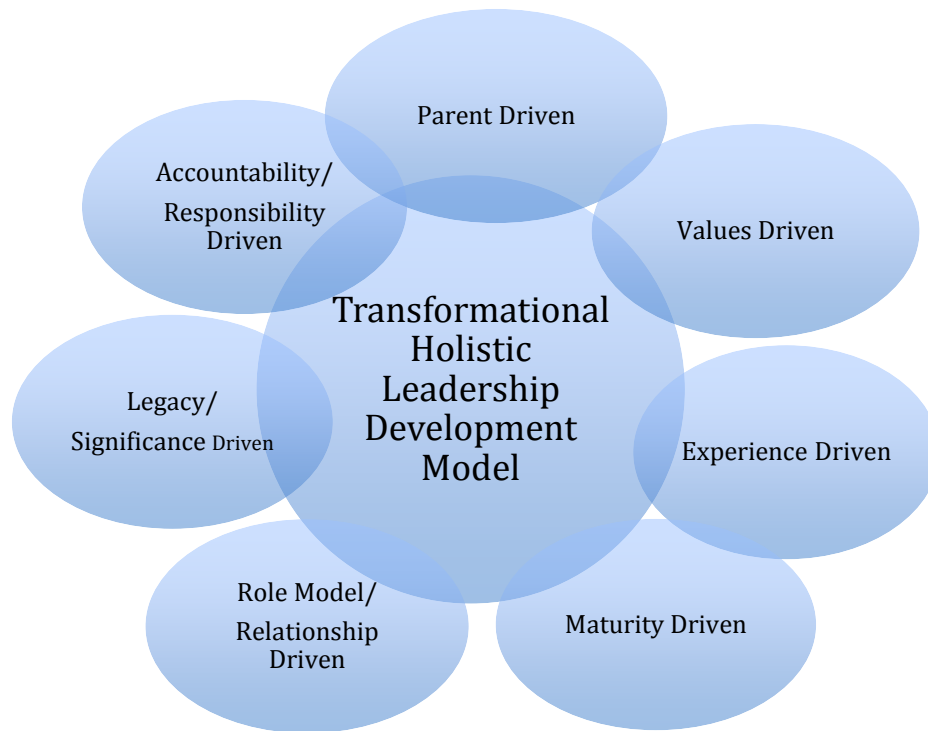 Parent Driven
Accountability/
Responsibility
Driven
Values Driven
Transformational
Holistic
Leadership
Development
Model
Legacy/
Significance Driven
Experience Driven
Role Model/
Relationship
Driven
Maturity Driven